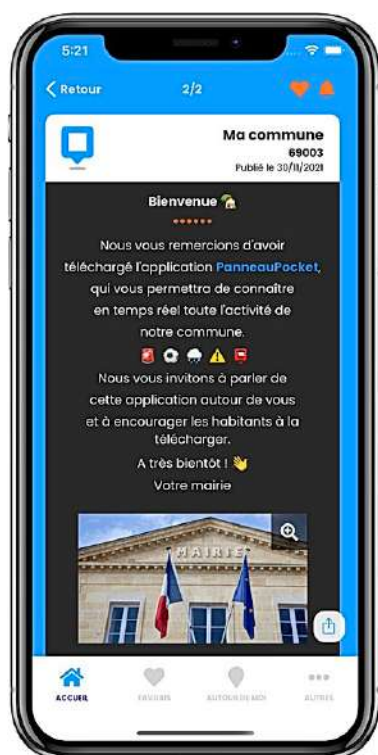 5:21
Retour
2/2
Ma commune
69003
Publié le 30/11/2021
Bienvenue
Nous vous remercions d'avoir
téléchargé l'application PanneauPocket,
qui vous permettra de connaître
en temps réel toute l'activité de
notre commune.
Nous vous invitons à parler de
cette application autour de vous
et à encourager les habitants à la
télécharger.
A très bientôt !
Votre mairie
MAIRIE
ACCUEIL
FAVORIS
AUTOUR DE MOI
AUTRES